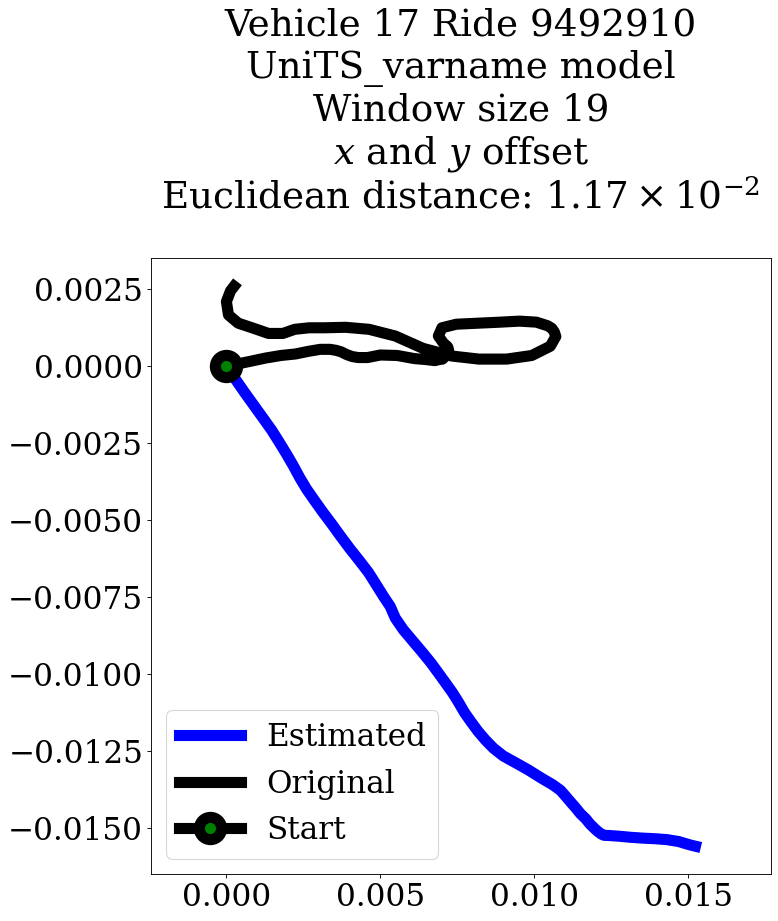 Vehicle 17 Ride 9492910
UniTS_varname model
Window size 19
x and y offset
Euclidean distance: 1.17 × 10⁻²
0.0025
0.0000
−0.0025
−0.0050
−0.0075
−0.0100
−0.0125
−0.0150
Estimated
Original
Start
0.000 0.005 0.010 0.015